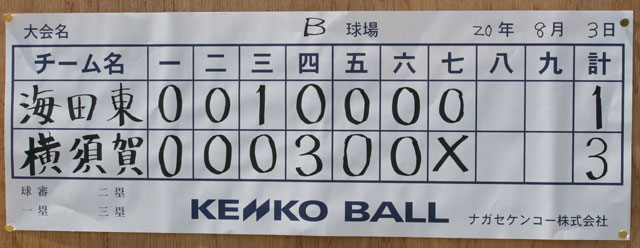 大会名 B 球場 20年 8月 3日
チーム名 一 二 三 四 五 六 七 八 九 計
海田東 0 0 1 0 0 0 0 1
横須賀 0 0 0 3 0 0 X 3
球審 二塁
一塁 三塁
KENKO BALL ナガセケンコー株式会社